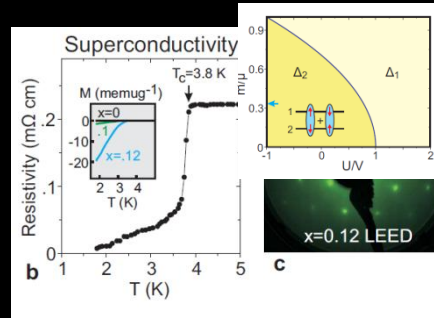 Superconductivity
Tc=3.8 K
M (memug-1)
x=0
0
.1
-10
x=.12
-20
2 3 4
T (K)
Resistivity (mΩ cm)
.2
.1
0
b
1 2 3 4 5
T (K)
m/μ
0.9
0.6
0.3
0
Δ2
Δ1
1
+
2
-1 0 1 2
U/V
x=0.12 LEED
c